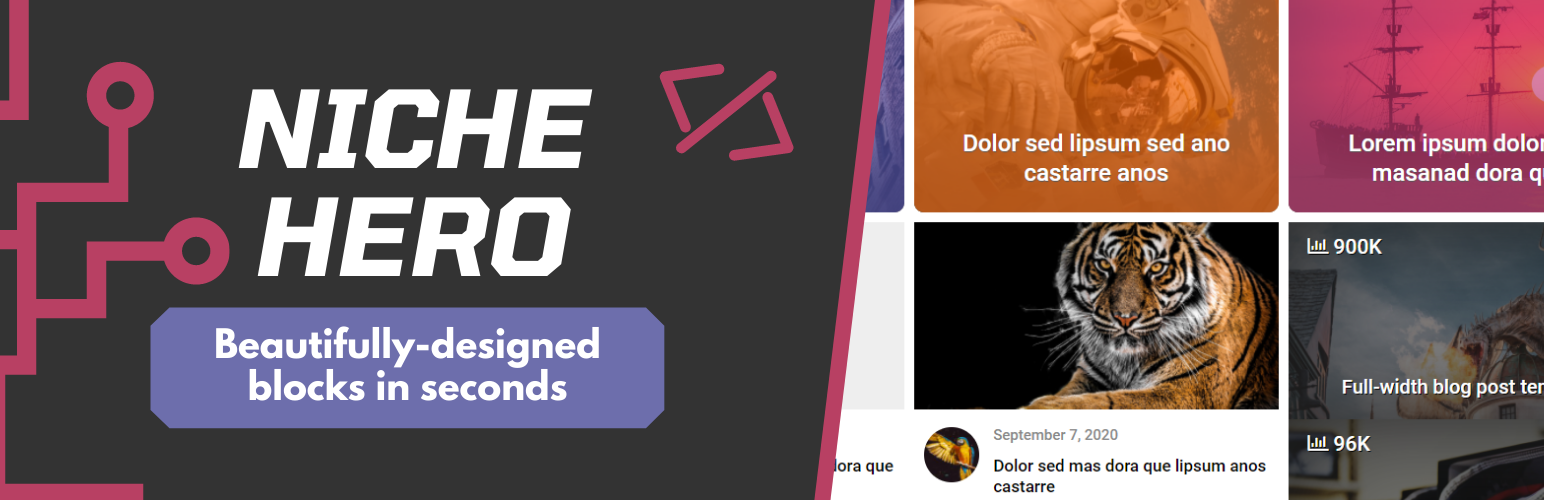 NICHE
HERO
Beautifully-designed
blocks in seconds
Dolor sed lipsum sed ano
castarre anos
Lorem ipsum dolor
masanad dora
900K
Full-width blog post
96K
dora que
September 7, 2020
Dolor sed mas dora que lipsum anos
castarre